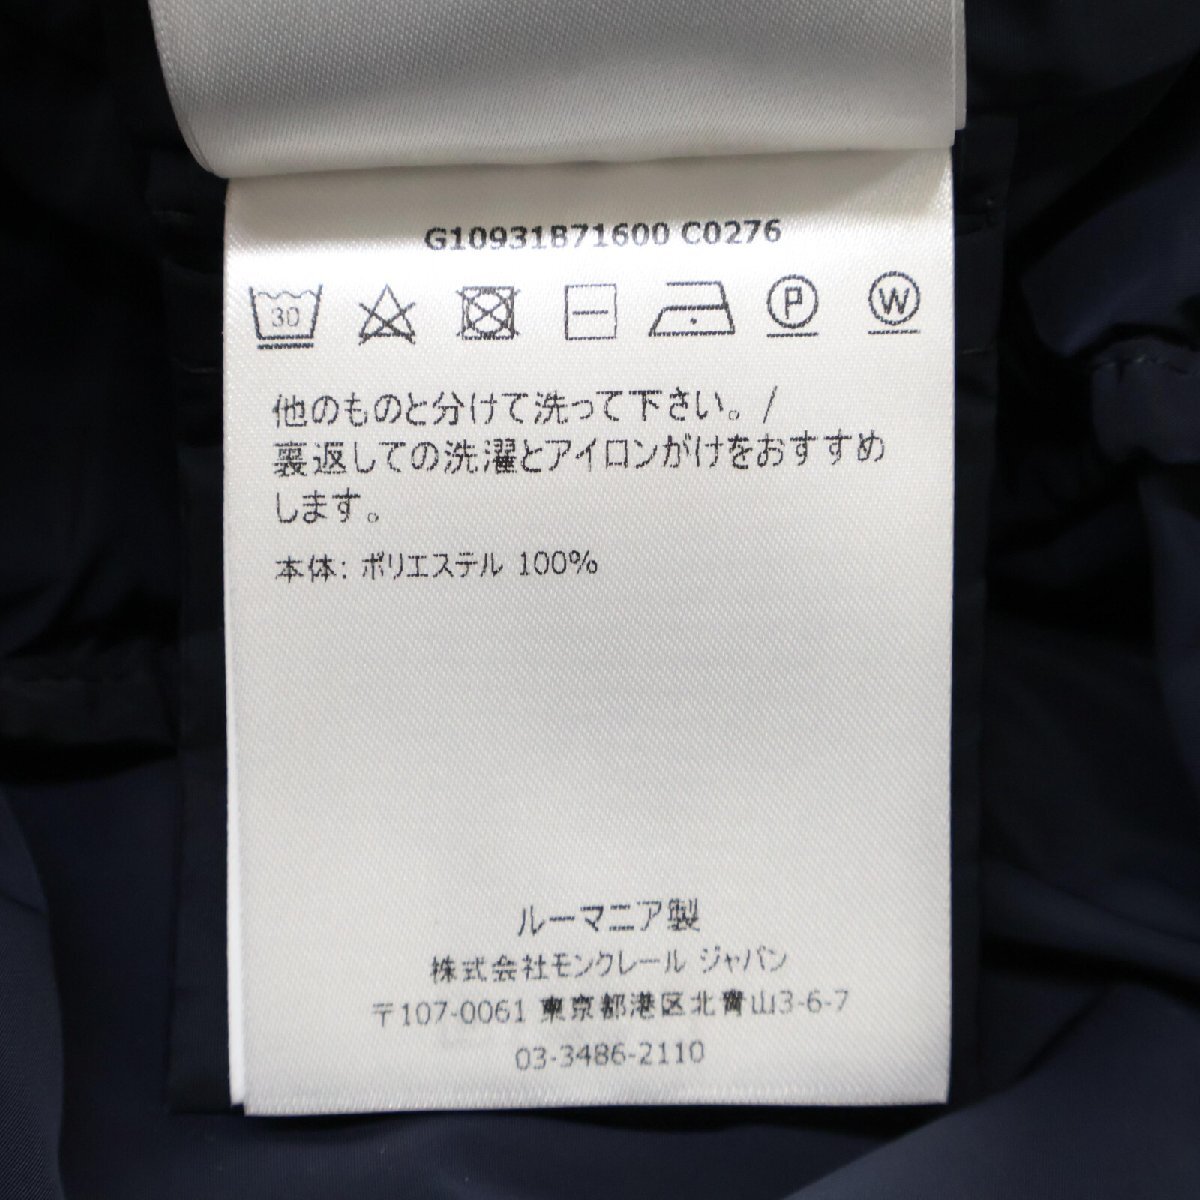 G10931B71600 C0276
30 P W
他のものと分けて洗って下さい。/
裏返しての洗濯とアイロンがけをおすすめ
します。
本体: ポリエステル 100%
ルーマニア製
株式会社モンクレール ジャパン
〒107-0061 東京都港区北青山3-6-7
03-3486-2110